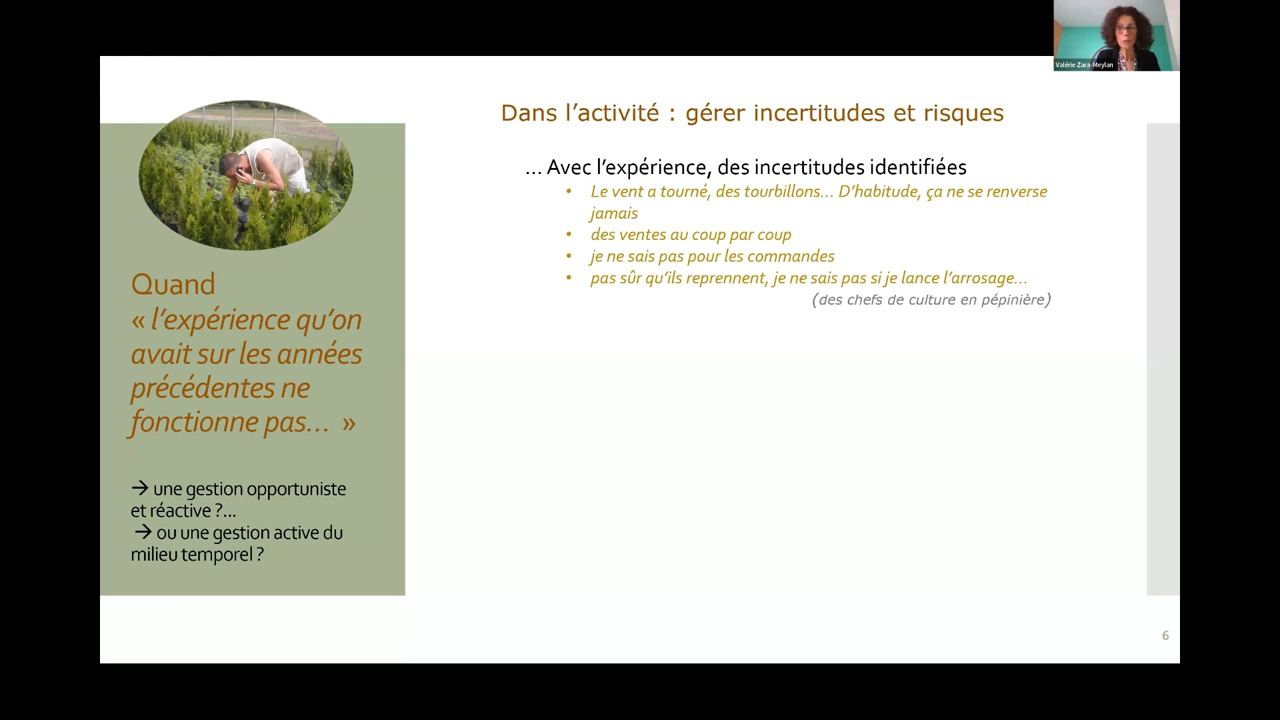 Valérie Zara-Meylan
Dans l’activité : gérer incertitudes et risques
... Avec l’expérience, des incertitudes identifiées
• Le vent a tourné, des tourbillons... D’habitude, ça ne se renverse
jamais
• des ventes au coup par coup
• je ne sais pas pour les commandes
• pas sûr qu’ils reprennent, je ne sais pas si je lance l’arrosage...
(des chefs de culture en pépinière)
Quand
« l’expérience qu’on
avait sur les années
précédentes ne
fonctionne pas... »
→ une gestion opportuniste
et réactive ?...
→ ou une gestion active du
milieu temporel ?
6